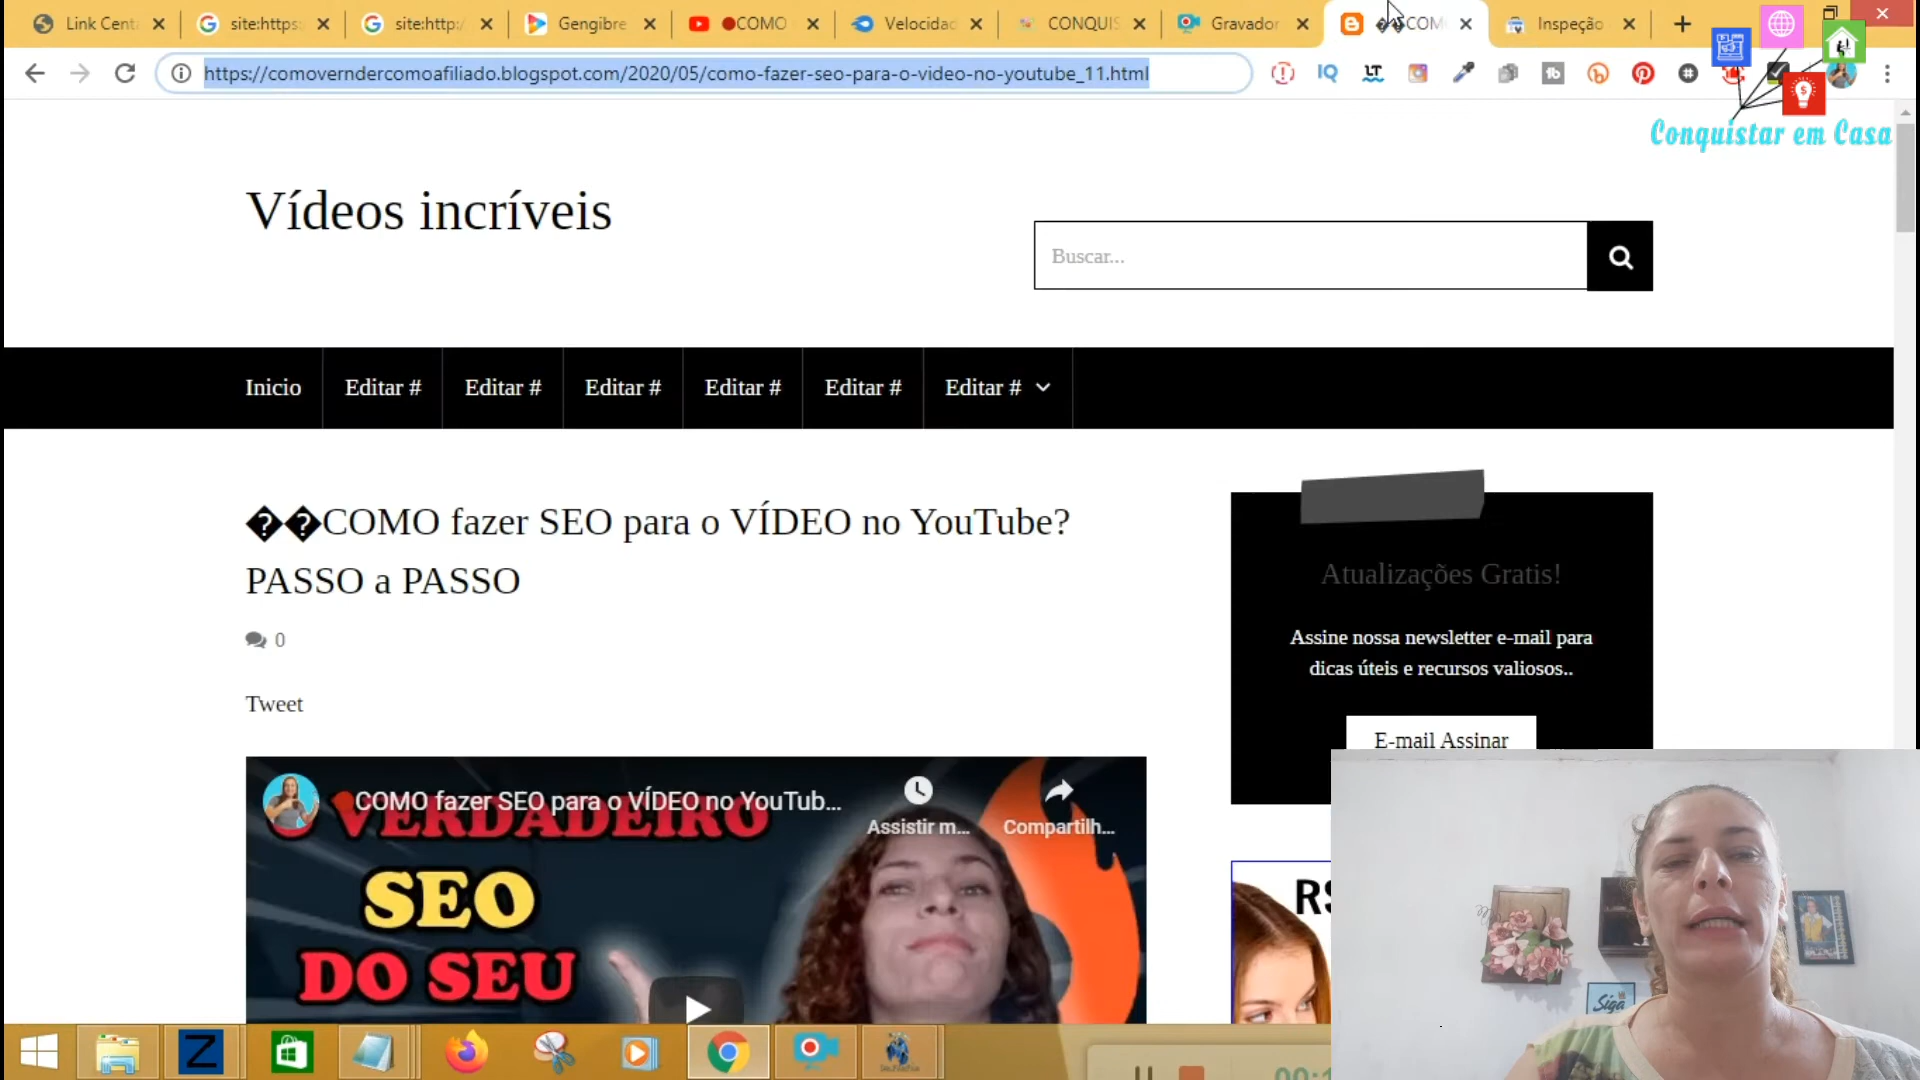 Link Cent
site:https:
site:http:/
Gengibre
COMO
Velocidad
CONQUIS
Gravador
��COM
Inspeção
https://comoverndercomoafiliado.blogspot.com/2020/05/como-fazer-seo-para-o-video-no-youtube_11.html
IQ
LT
Conquistar em Casa
Vídeos incríveis
Buscar...
Inicio
Editar #
Editar #
Editar #
Editar #
Editar #
Editar #
��COMO fazer SEO para o VÍDEO no YouTube?
PASSO a PASSO
0
Tweet
COMO fazer SEO para o VÍDEO no YouTub...
Assistir m...
Compartilh...
VERDADEIRO
SEO
DO SEU
Atualizações Gratis!
Assine nossa newsletter e-mail para
dicas úteis e recursos valiosos..
E-mail Assinar
R$
Siga
Z